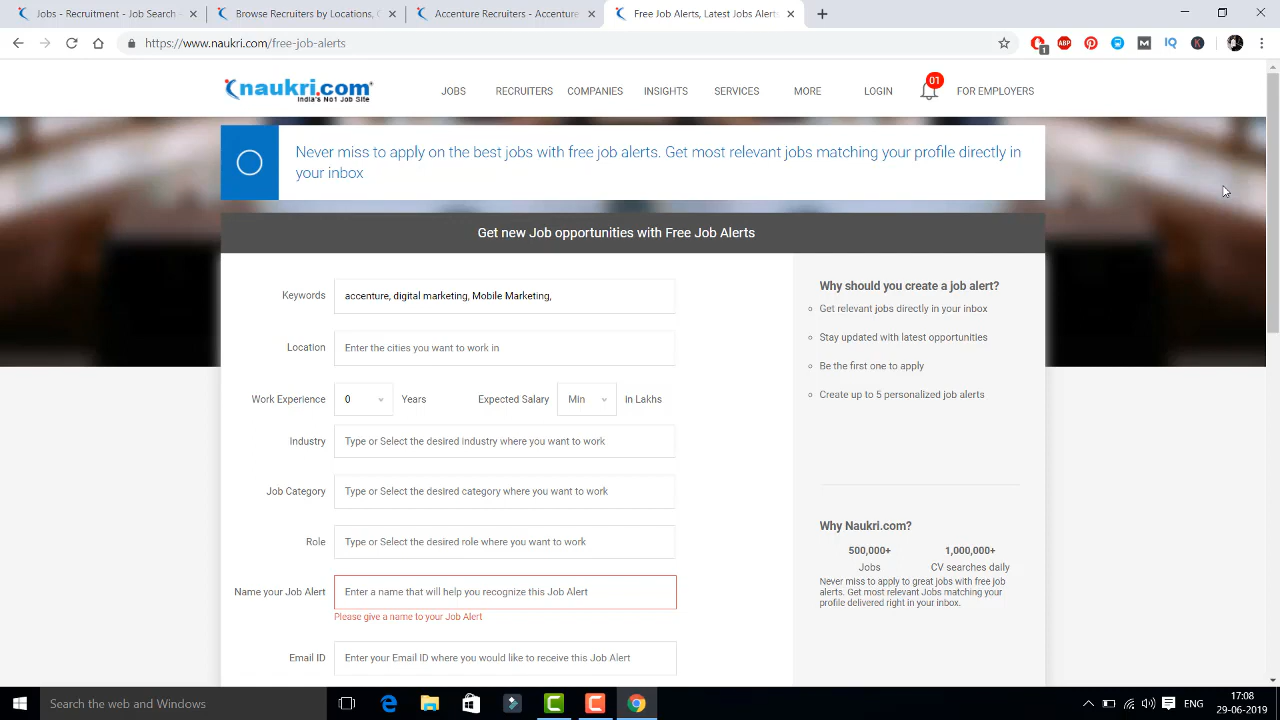 Jobs - Recruitment - Job Search
Browse Recruiters by Locations, C
Accenture Recruiters - Accenture
Free Job Alerts, Latest Jobs Alerts
https://www.naukri.com/free-job-alerts
1
ABP
M
IQ
K
naukri.com
India's No1 Job Site
JOBS
RECRUITERS
COMPANIES
INSIGHTS
SERVICES
MORE
LOGIN
01
FOR EMPLOYERS
Never miss to apply on the best jobs with free job alerts. Get most relevant jobs matching your profile directly in
your inbox
Get new Job opportunities with Free Job Alerts
Keywords
accenture, digital marketing, Mobile Marketing,
Location
Enter the cities you want to work in
Work Experience
0
Years
Expected Salary
Min
in Lakhs
Industry
Type or Select the desired industry where you want to work
Job Category
Type or Select the desired category where you want to work
Role
Type or Select the desired role where you want to work
Name your Job Alert
Enter a name that will help you recognize this Job Alert
Please give a name to your Job Alert
Email ID
Enter your Email ID where you would like to receive this Job Alert
Why should you create a job alert?
Get relevant jobs directly in your inbox
Stay updated with latest opportunities
Be the first one to apply
Create up to 5 personalized job alerts
Why Naukri.com?
500,000+
1,000,000+
Jobs
CV searches daily
Never miss to apply to great jobs with free job
alerts. Get most relevant Jobs matching your
profile delivered right in your inbox.
Search the web and Windows
ENG
17:08
29-06-2019